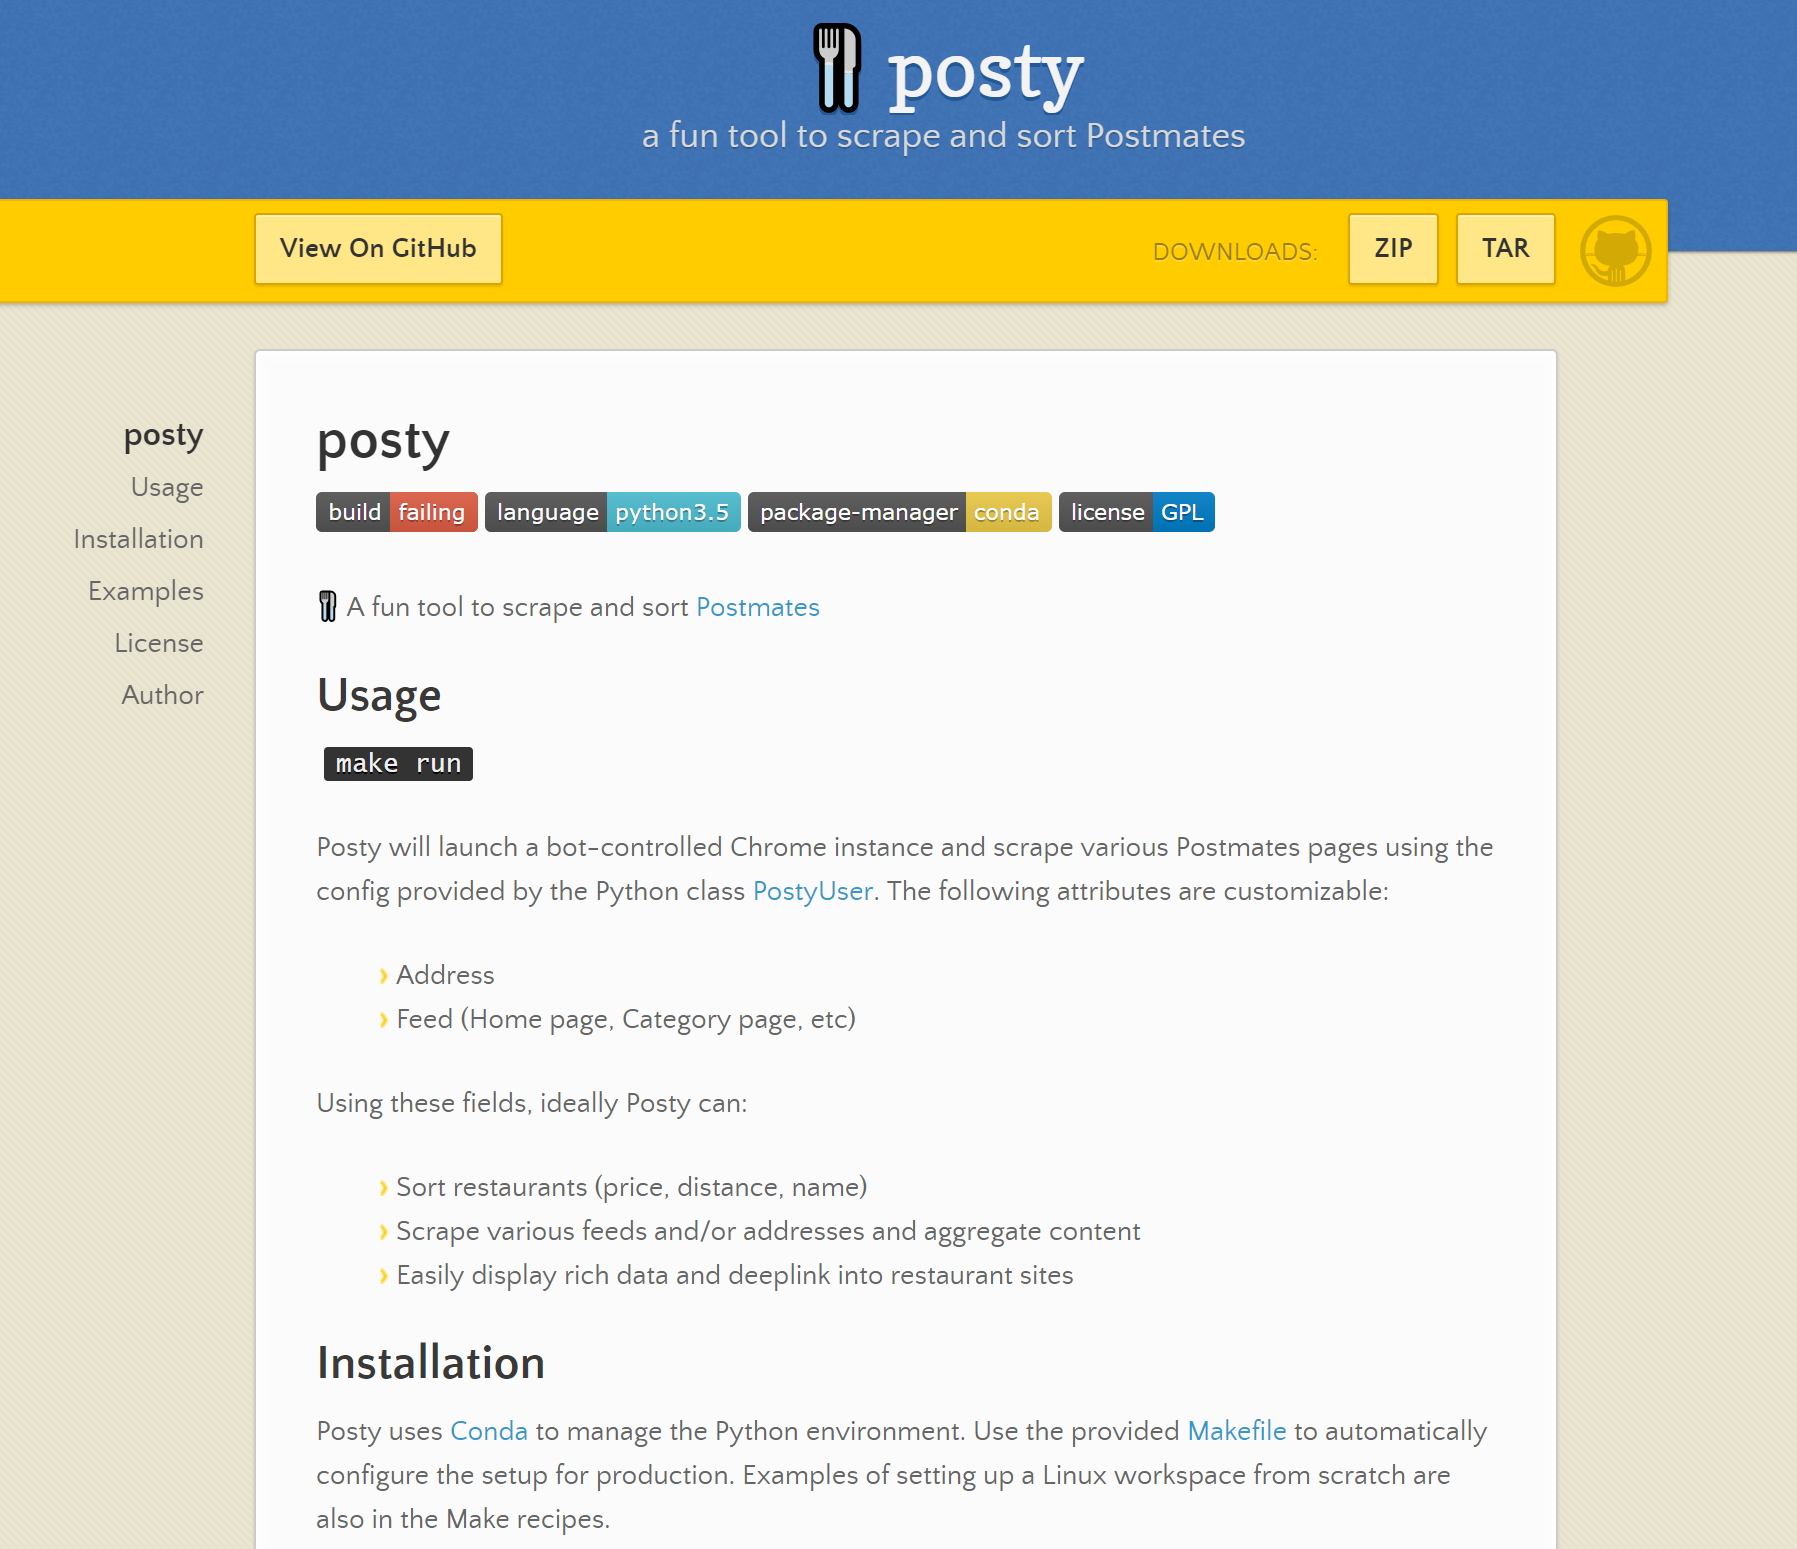 posty
a fun tool to scrape and sort Postmates
View On GitHub
DOWNLOADS:
ZIP
TAR
posty
Usage
Installation
Examples
License
Author
posty
build failing language python3.5 package-manager conda license GPL
A fun tool to scrape and sort Postmates
Usage
make run
Posty will launch a bot-controlled Chrome instance and scrape various Postmates pages using the
config provided by the Python class PostyUser. The following attributes are customizable:
Address
Feed (Home page, Category page, etc)
Using these fields, ideally Posty can:
Sort restaurants (price, distance, name)
Scrape various feeds and/or addresses and aggregate content
Easily display rich data and deeplink into restaurant sites
Installation
Posty uses Conda to manage the Python environment. Use the provided Makefile to automatically
configure the setup for production. Examples of setting up a Linux workspace from scratch are
also in the Make recipes.